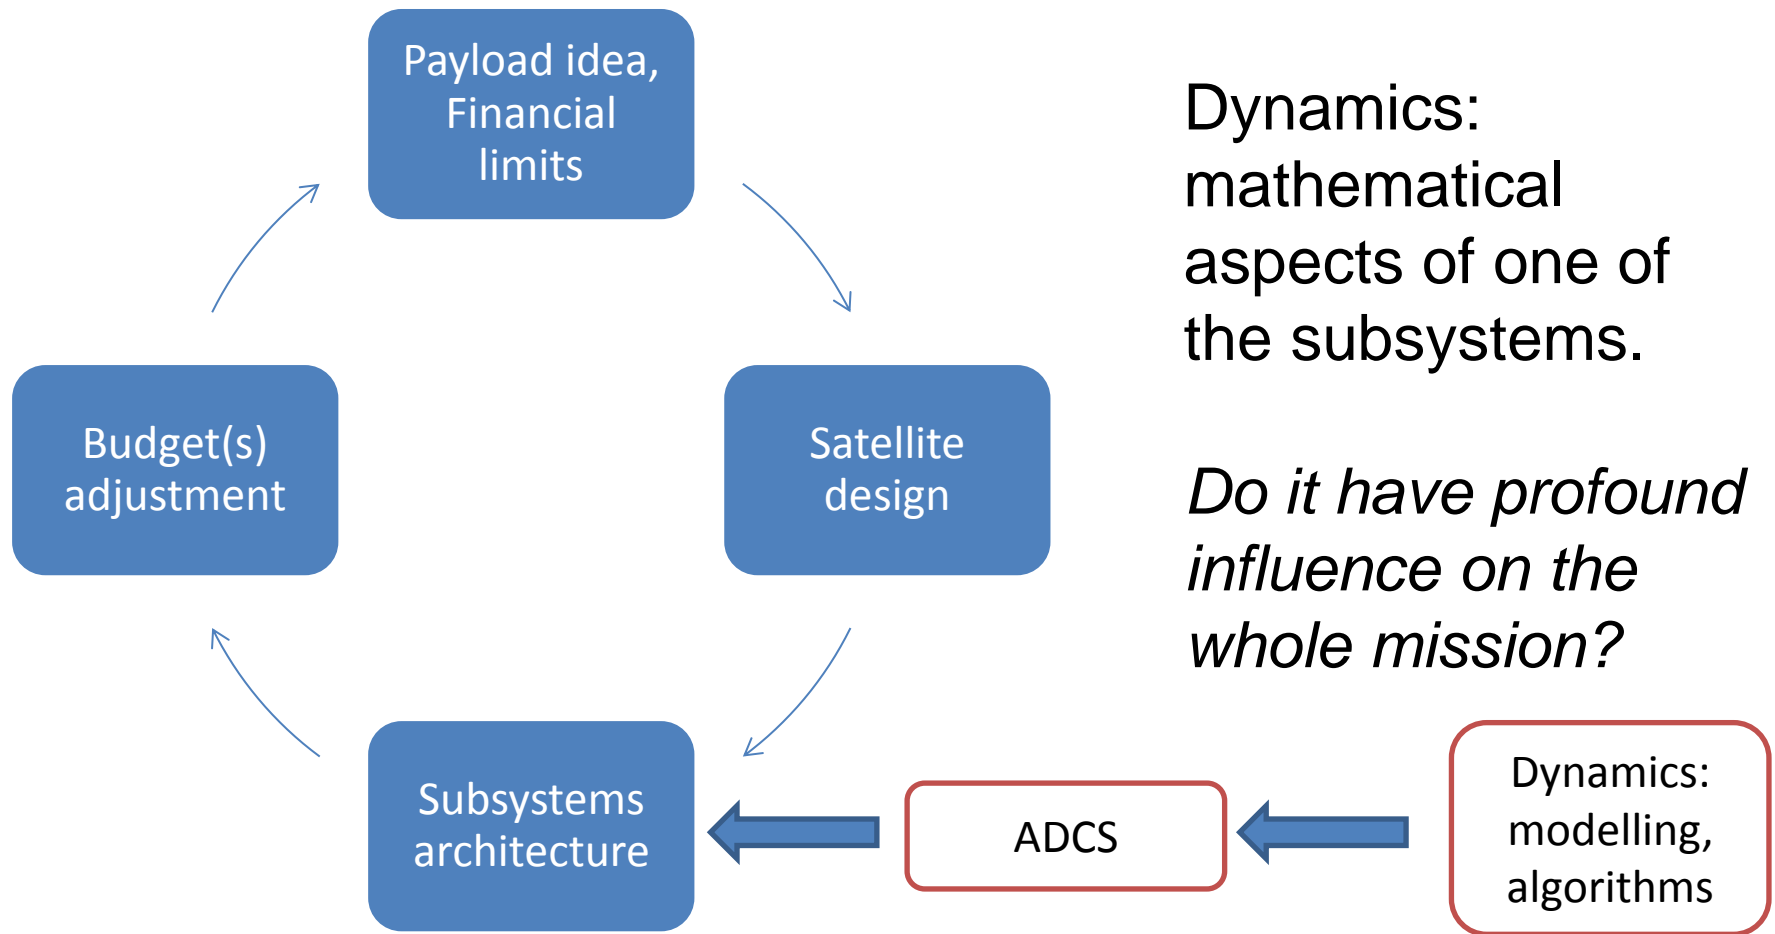 Payload idea,
Financial
limits
Dynamics:
mathematical
aspects of one of
the subsystems.
Budget(s)
adjustment
Satellite
design
Do it have profound
influence on the
whole mission?
Subsystems
architecture
ADCS
Dynamics:
modelling,
algorithms